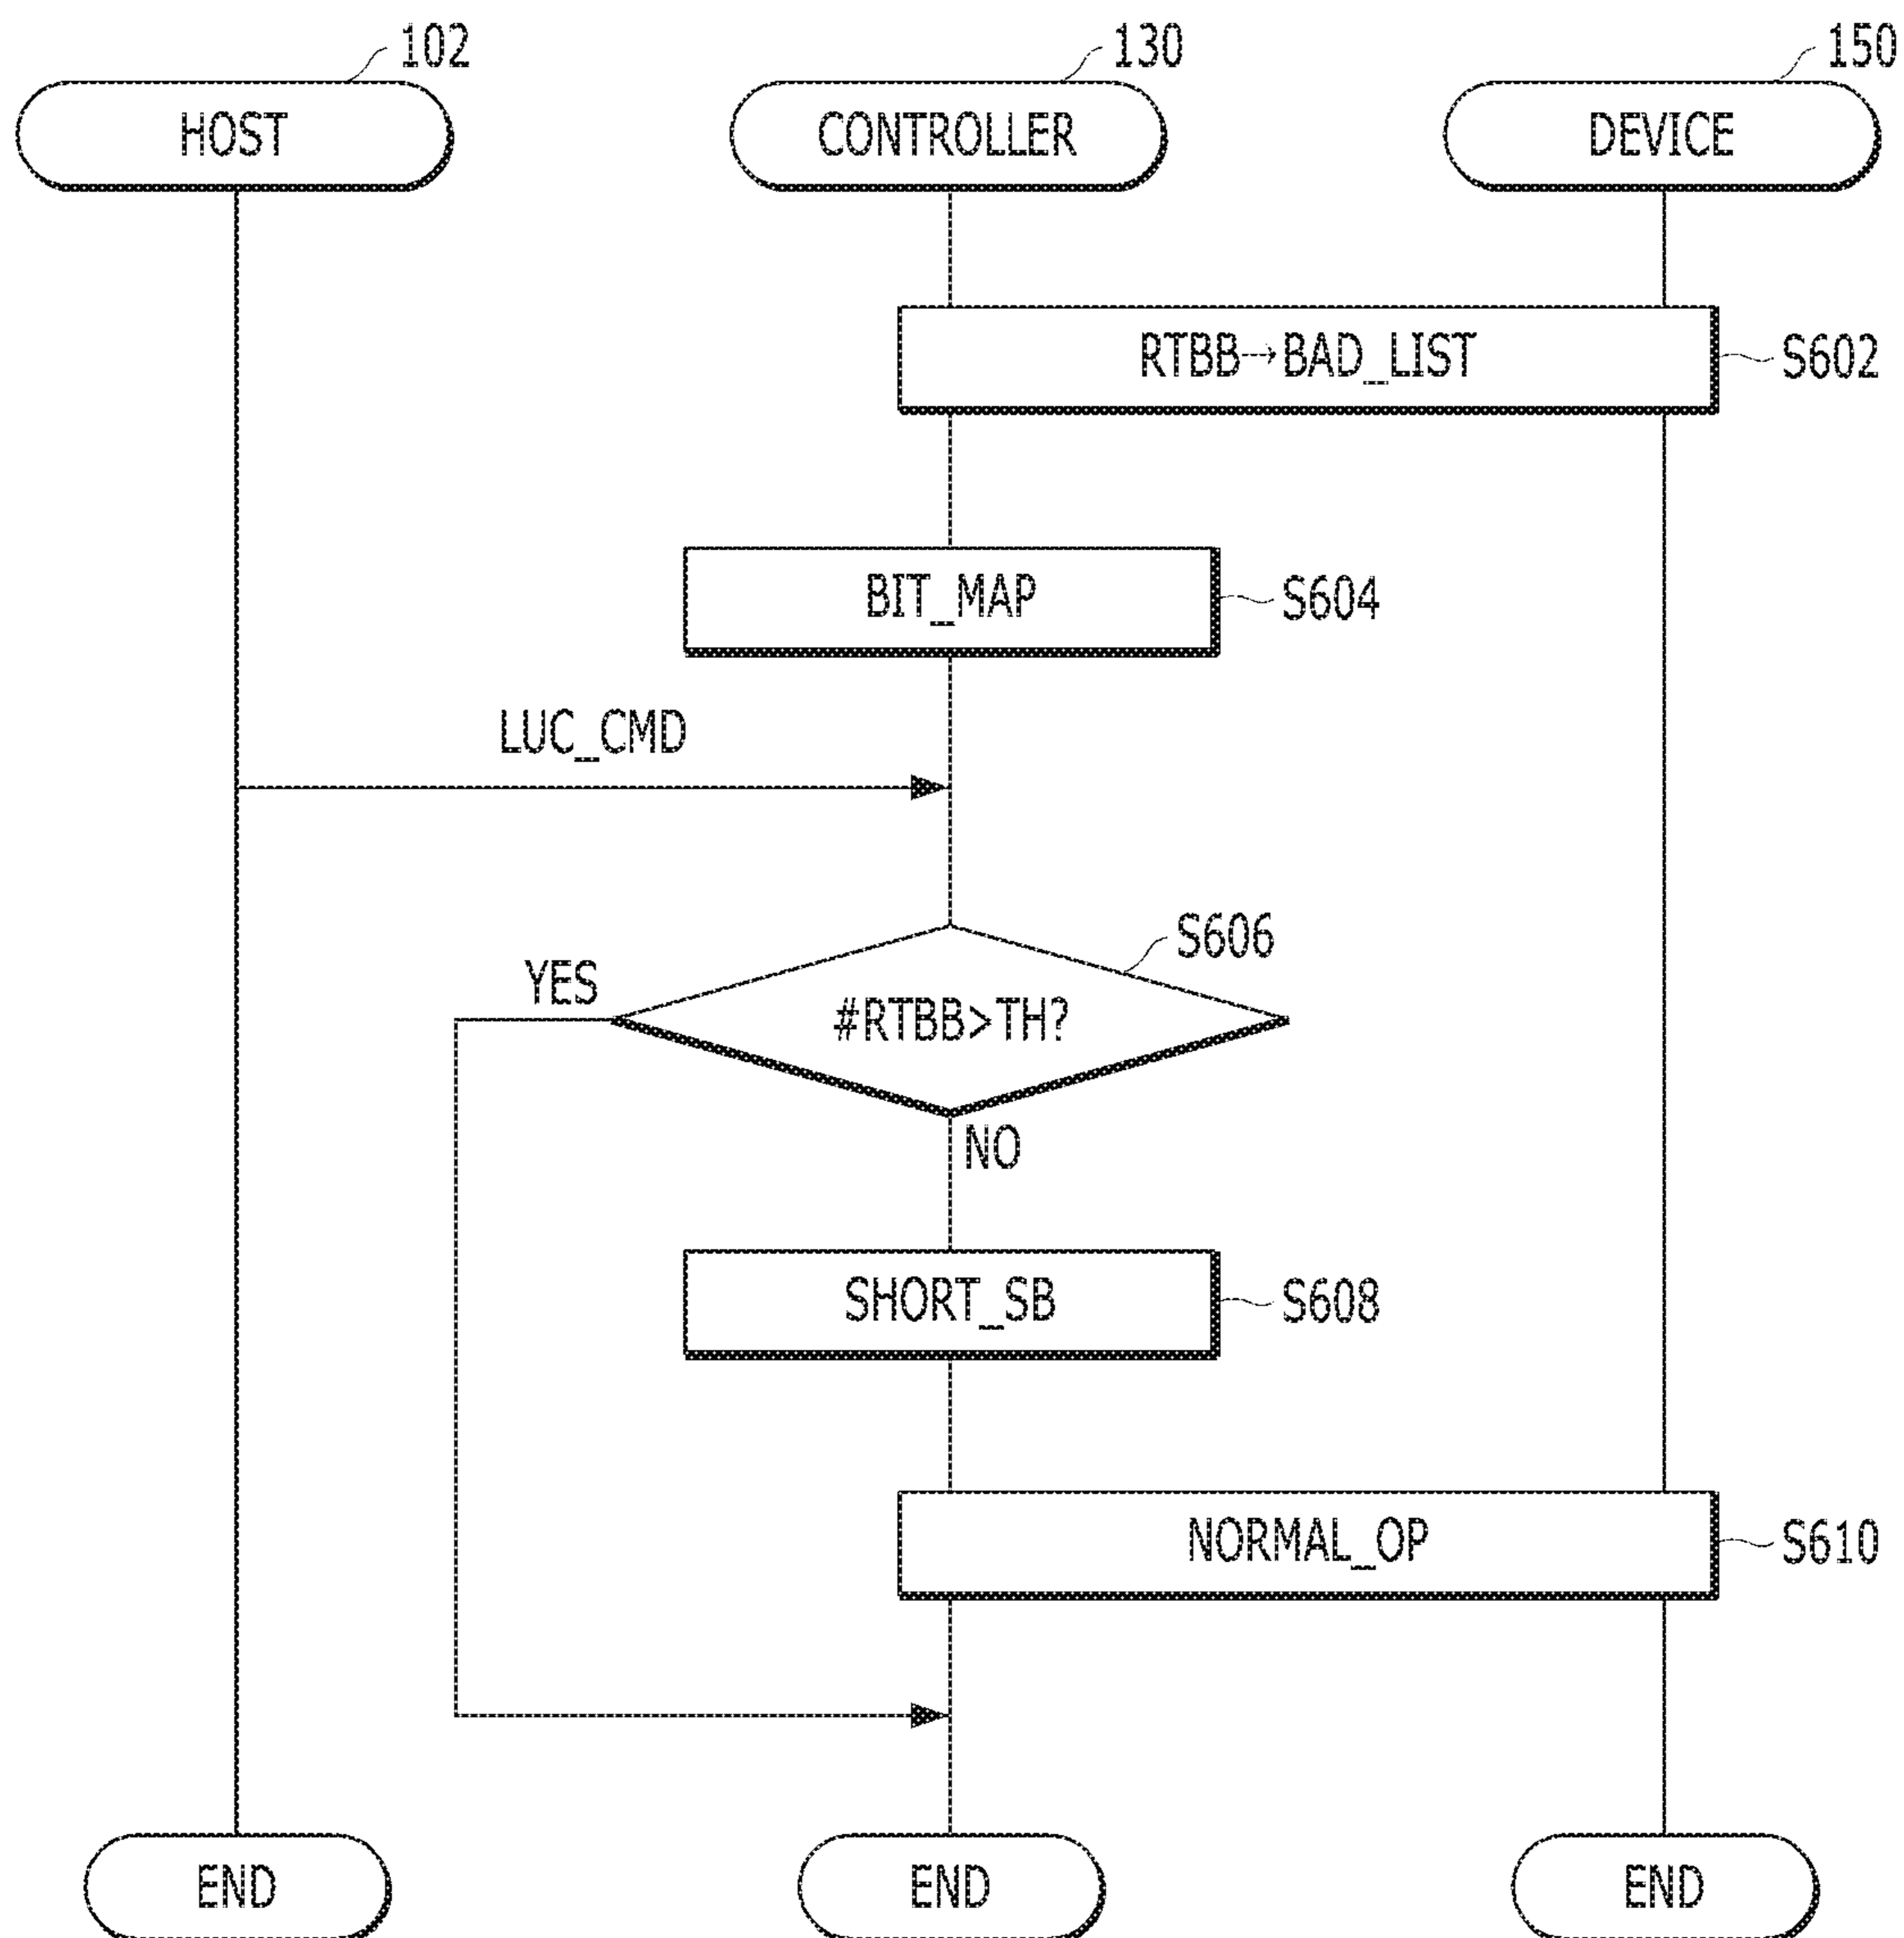 102
130
150
HOST
CONTROLLER
DEVICE
RTBB→BAD_LIST
S602
BIT_MAP
S604
LUC_CMD
S606
YES
#RTBB>TH?
NO
SHORT_SB
S608
NORMAL_OP
S610
END
END
END